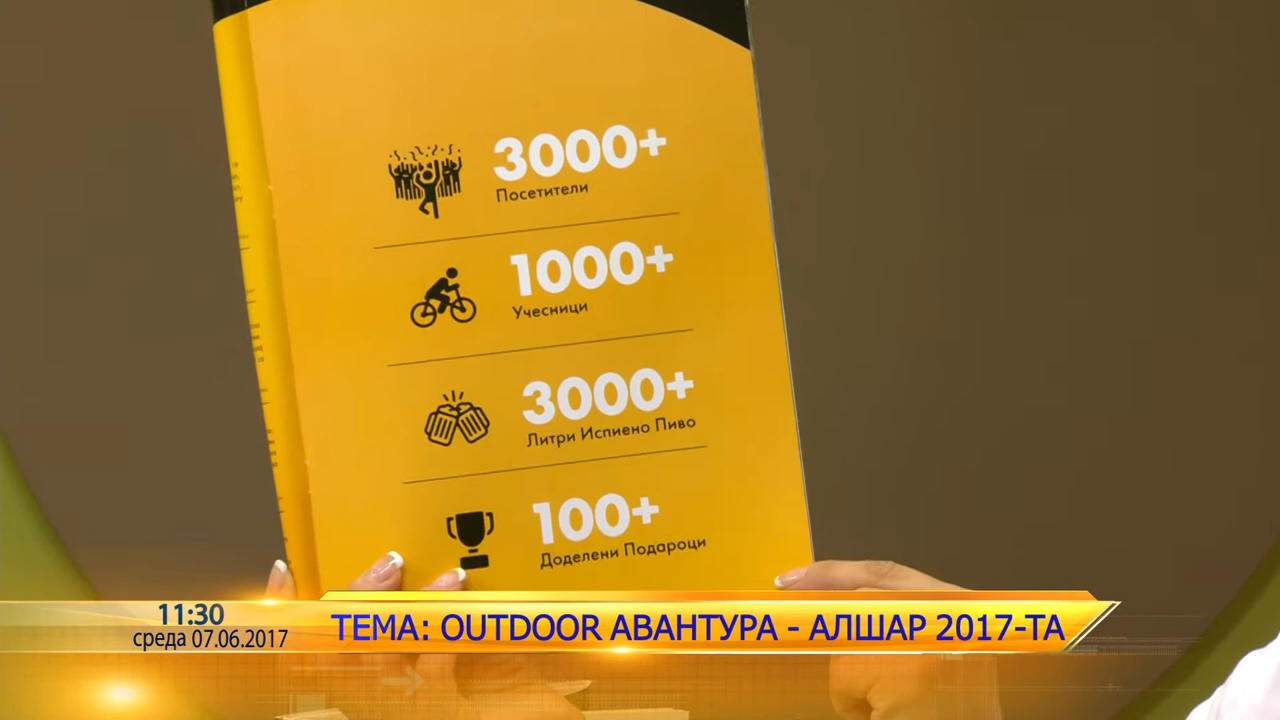 3000+
Посетители
1000+
Учесници
3000+
Литри Испиено Пиво
100+
Доделени Подароци
11:30
среда 07.06.2017
ТЕМА: OUTDOOR АВАНТУРА - АЛШАР 2017-ТА